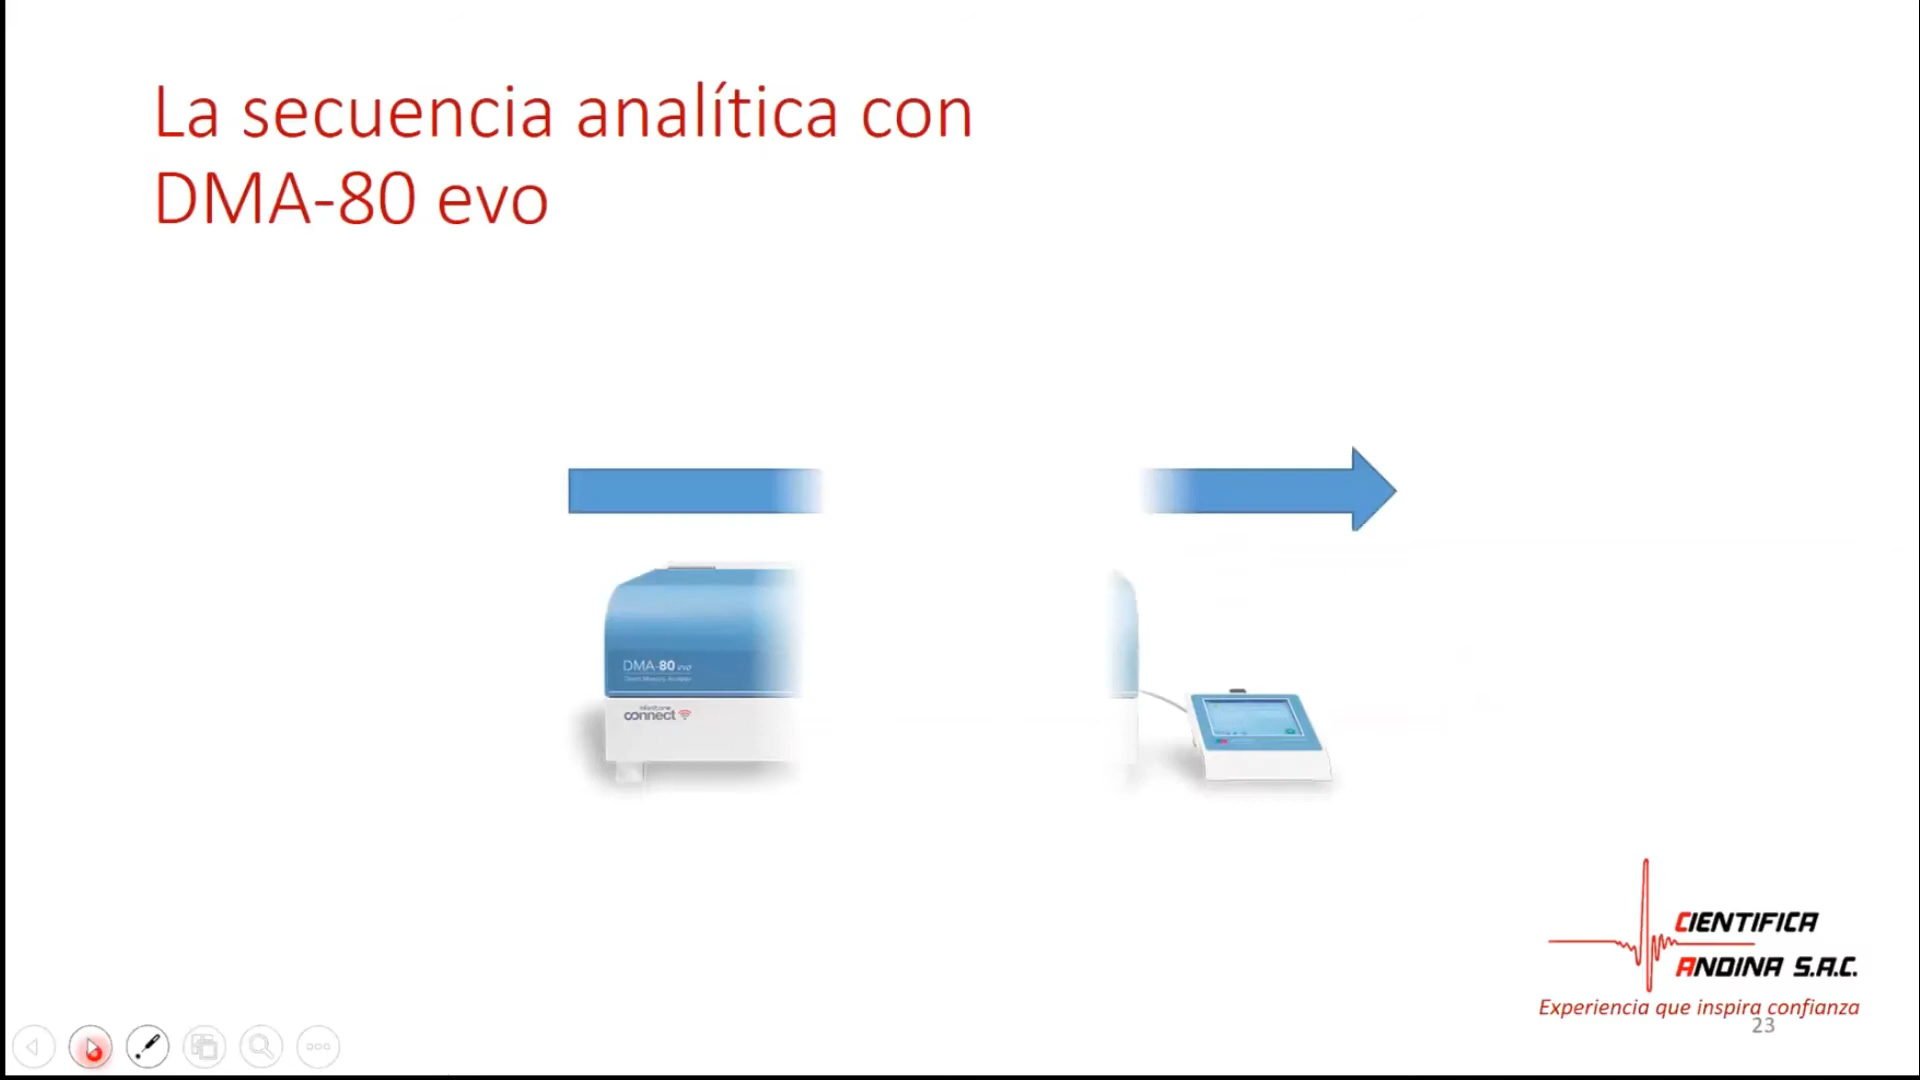 La secuencia analítica con
DMA-80 evo
DMA-80 evo
connect
CIENTIFICA
ANDINA S.A.C.
Experiencia que inspira confianza
23